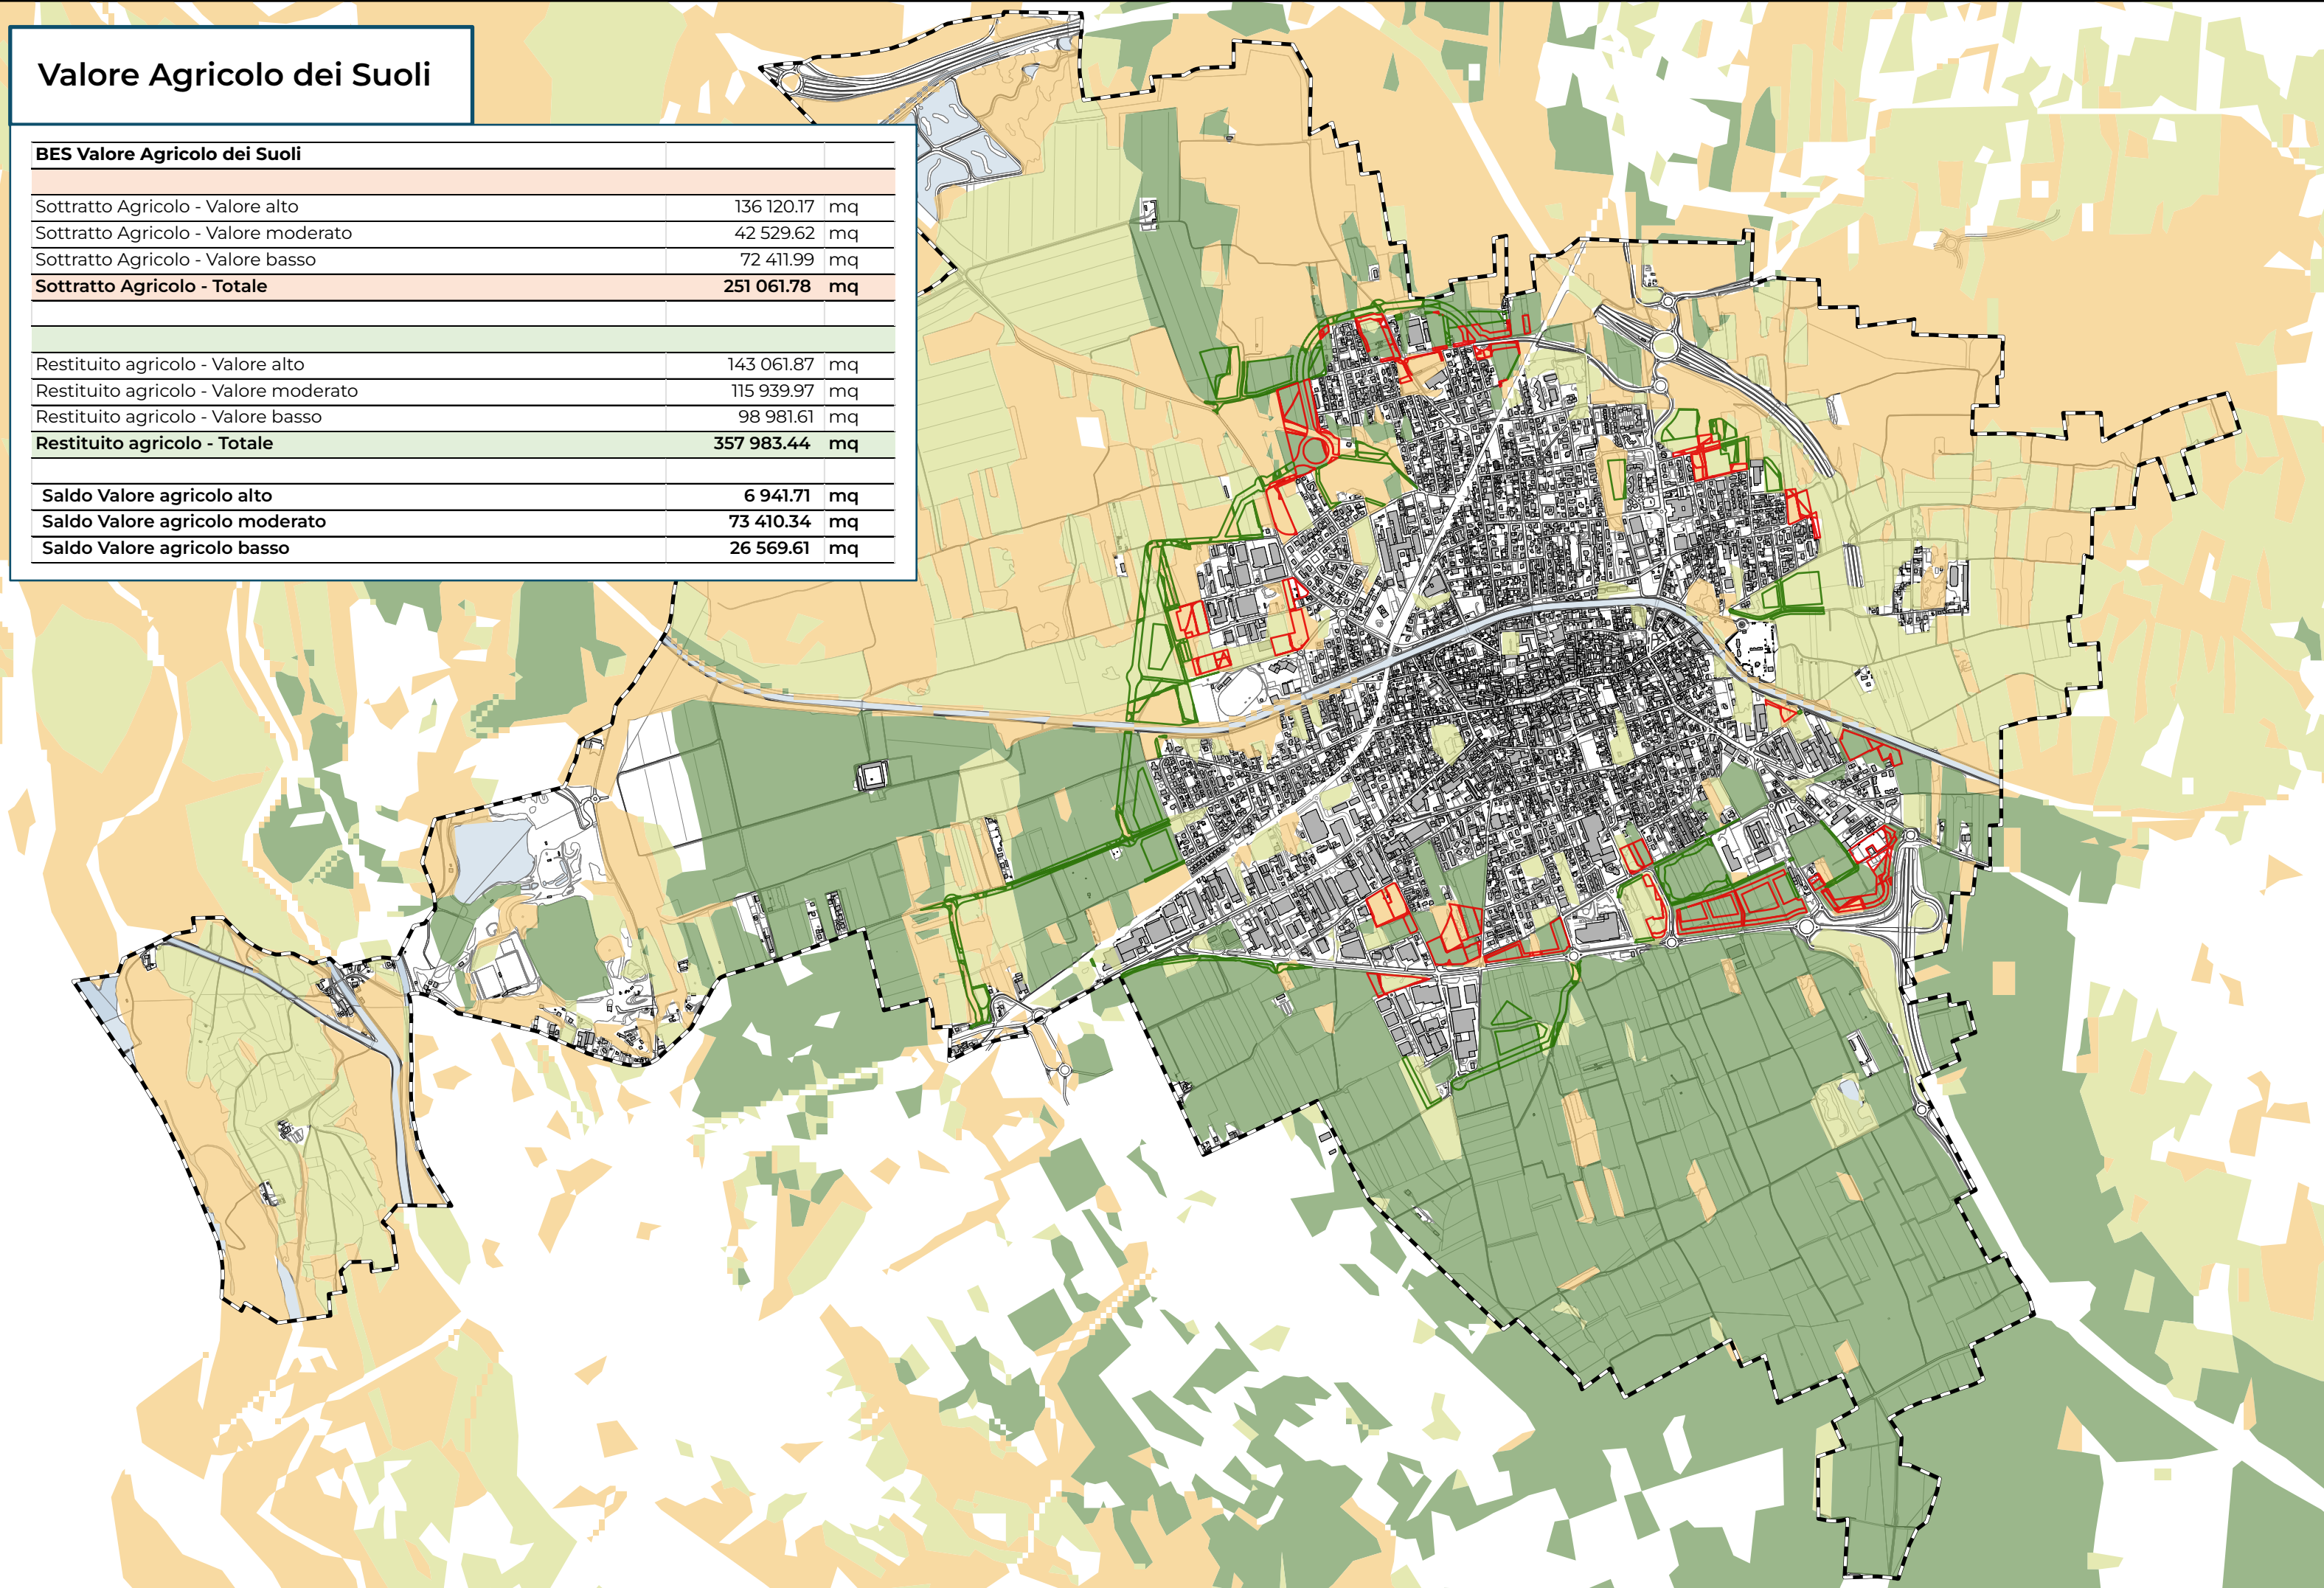 Valore Agricolo dei Suoli
BES Valore Agricolo dei Suoli
Sottratto Agricolo - Valore alto 136 120.17 mq
Sottratto Agricolo - Valore moderato 42 529.62 mq
Sottratto Agricolo - Valore basso 72 411.99 mq
Sottratto Agricolo - Totale 251 061.78 mq
Restituito agricolo - Valore alto 143 061.87 mq
Restituito agricolo - Valore moderato 115 939.97 mq
Restituito agricolo - Valore basso 98 981.61 mq
Restituito agricolo - Totale 357 983.44 mq
Saldo Valore agricolo alto 6 941.71 mq
Saldo Valore agricolo moderato 73 410.34 mq
Saldo Valore agricolo basso 26 569.61 mq